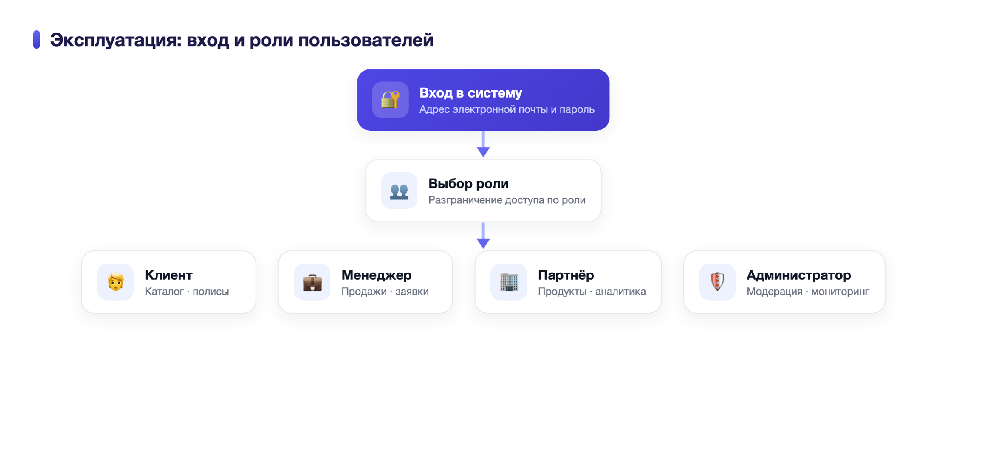 Эксплуатация: вход и роли пользователей
Вход в систему
Адрес электронной почты и пароль
Выбор роли
Разграничение доступа по роли
Клиент
Каталог · полисы
Менеджер
Продажи · заявки
Партнёр
Продукты · аналитика
Администратор
Модерация · мониторинг